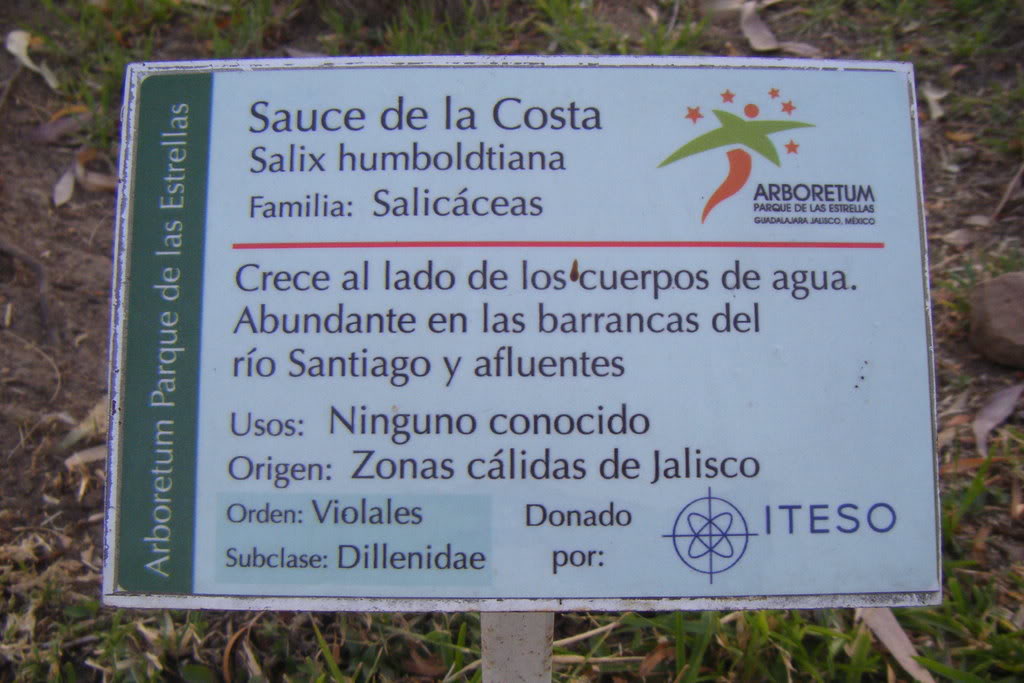 Arboretum Parque de las Estrellas
Sauce de la Costa
Salix humboldtiana
Familia: Salicáceas
ARBORETUM
PARQUE DE LAS ESTRELLAS
GUADALAJARA JALISCO, MÉXICO
Crece al lado de los cuerpos de agua.
Abundante en las barrancas del
río Santiago y afluentes
Usos: Ninguno conocido
Origen: Zonas cálidas de Jalisco
Orden: Violales
Subclase: Dillenidae
Donado
por:
ITESO